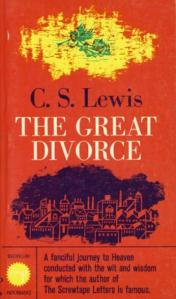 C. S. Lewis
THE GREAT
DIVORCE
A fanciful journey to Heaven
conducted with the wit and wisdom
for which the author of
The Screwtape Letters is famous.